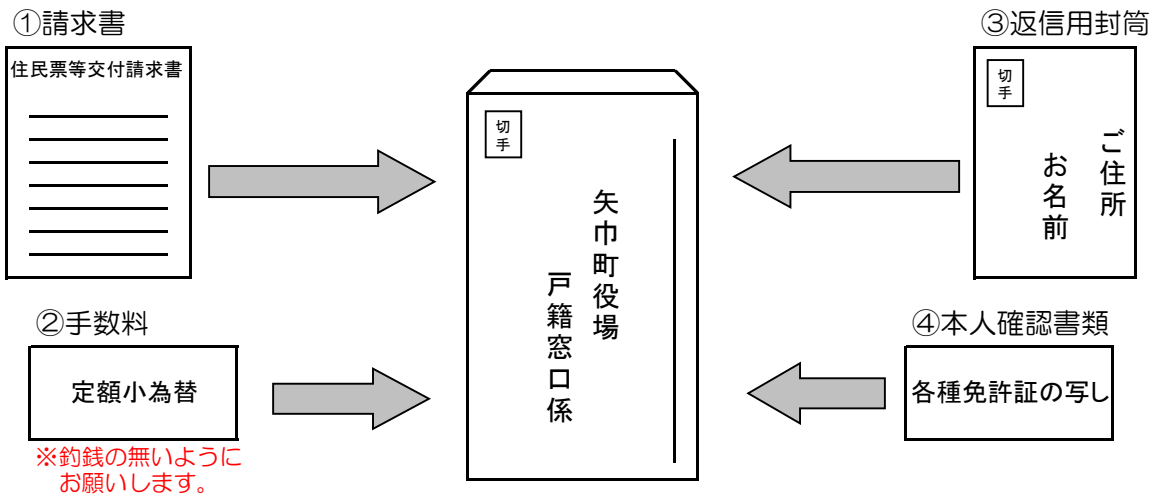 ①請求書
住民票等交付請求書
②手数料
定額小為替
※釣銭の無いように
お願いします。
切手
矢巾町役場
戸籍窓口係
③返信用封筒
切手
ご住所
お名前
④本人確認書類
各種免許証の写し